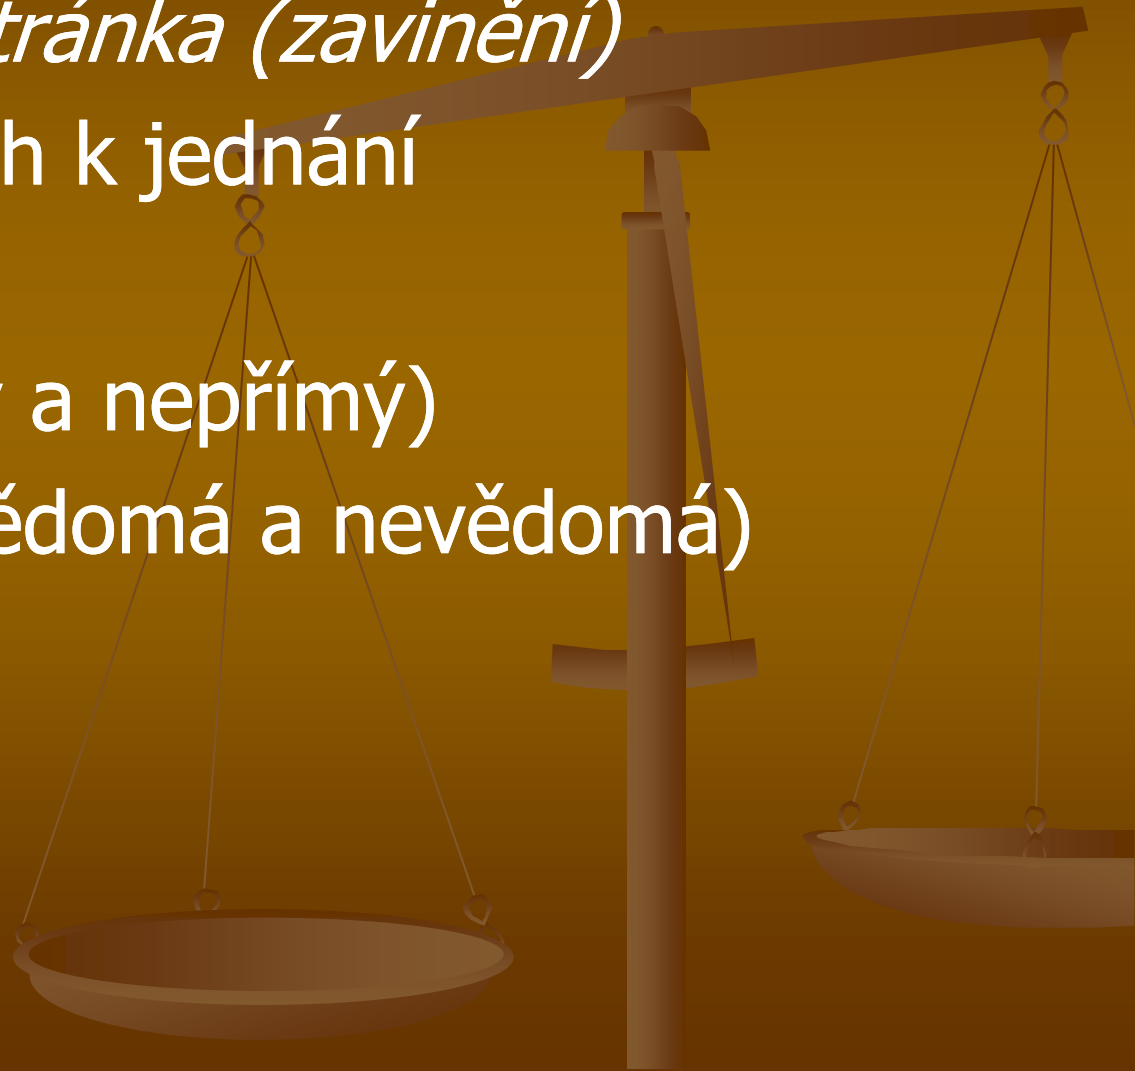 tránka (zavinění)
h k jednání
a nepřímý)
ědomá a nevědomá)